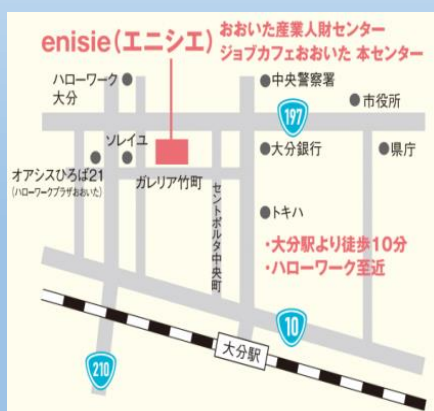 enisie(エニシエ)
おおいた産業人財センター
ジョブカフェおおいた 本センター
ハローワーク
大分
中央警察署
市役所
197
ソレイユ
大分銀行
県庁
オアシスひろば21
(ハローワークプラザおおいた)
ガレリア竹町
セントポルタ中央町
トキハ
・大分駅より徒歩10分
・ハローワーク至近
10
大分駅
210